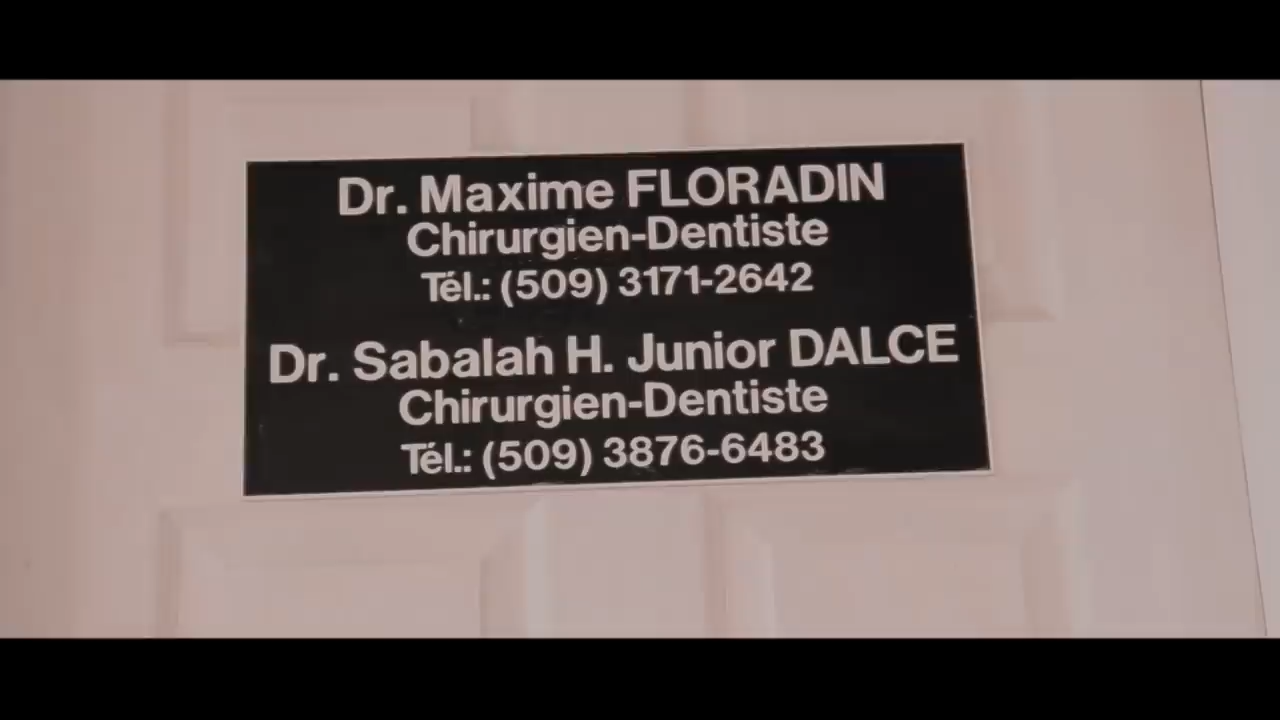 Dr. Maxime FLORADIN
Chirurgien-Dentiste
Tél.: (509) 3171-2642
Dr. Sabalah H. Junior DALCE
Chirurgien-Dentiste
Tél.: (509) 3876-6483